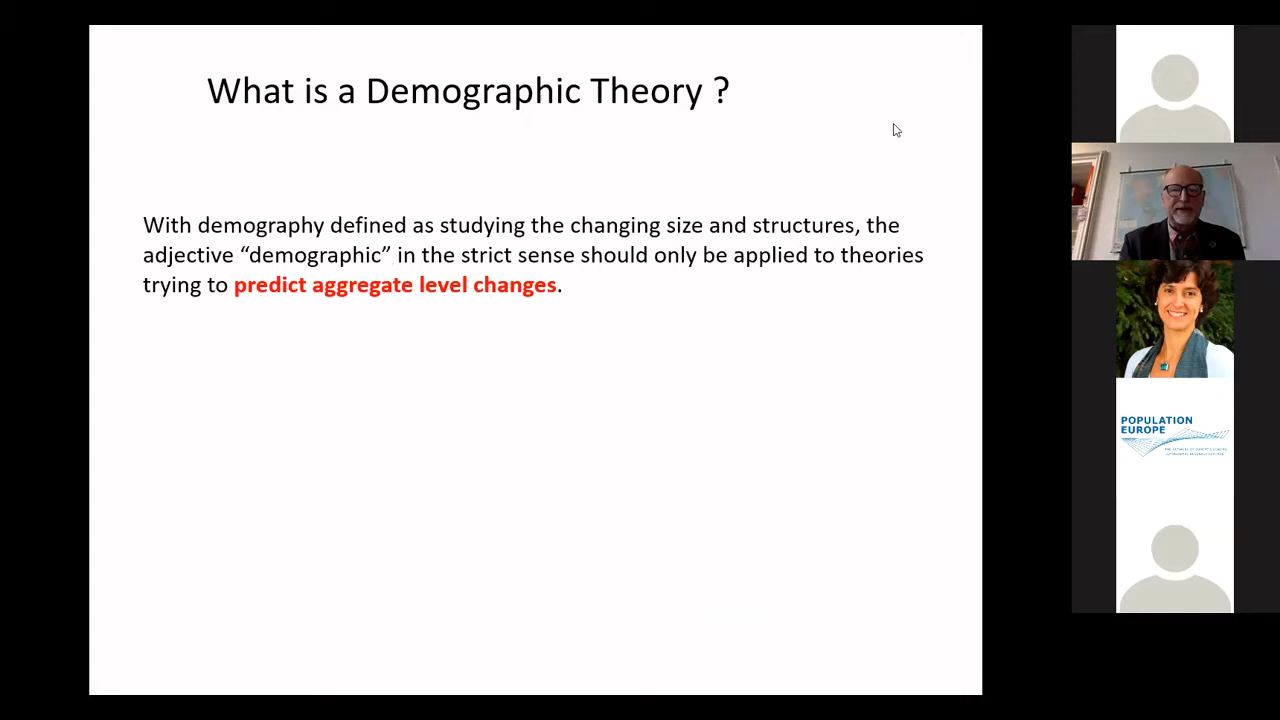 What is a Demographic Theory ?
With demography defined as studying the changing size and structures, the
adjective “demographic” in the strict sense should only be applied to theories
trying to predict aggregate level changes.
POPULATION
EUROPE